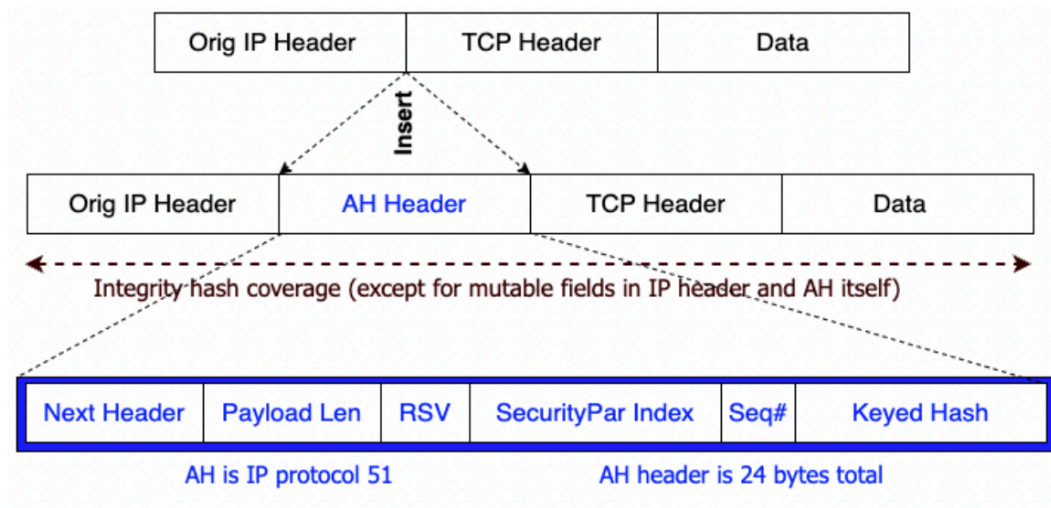 Orig IP Header TCP Header Data
Insert
Orig IP Header AH Header TCP Header Data
Integrity hash coverage (except for mutable fields in IP header and AH itself)
Next Header Payload Len RSV SecurityPar Index Seq# Keyed Hash
AH is IP protocol 51 AH header is 24 bytes total